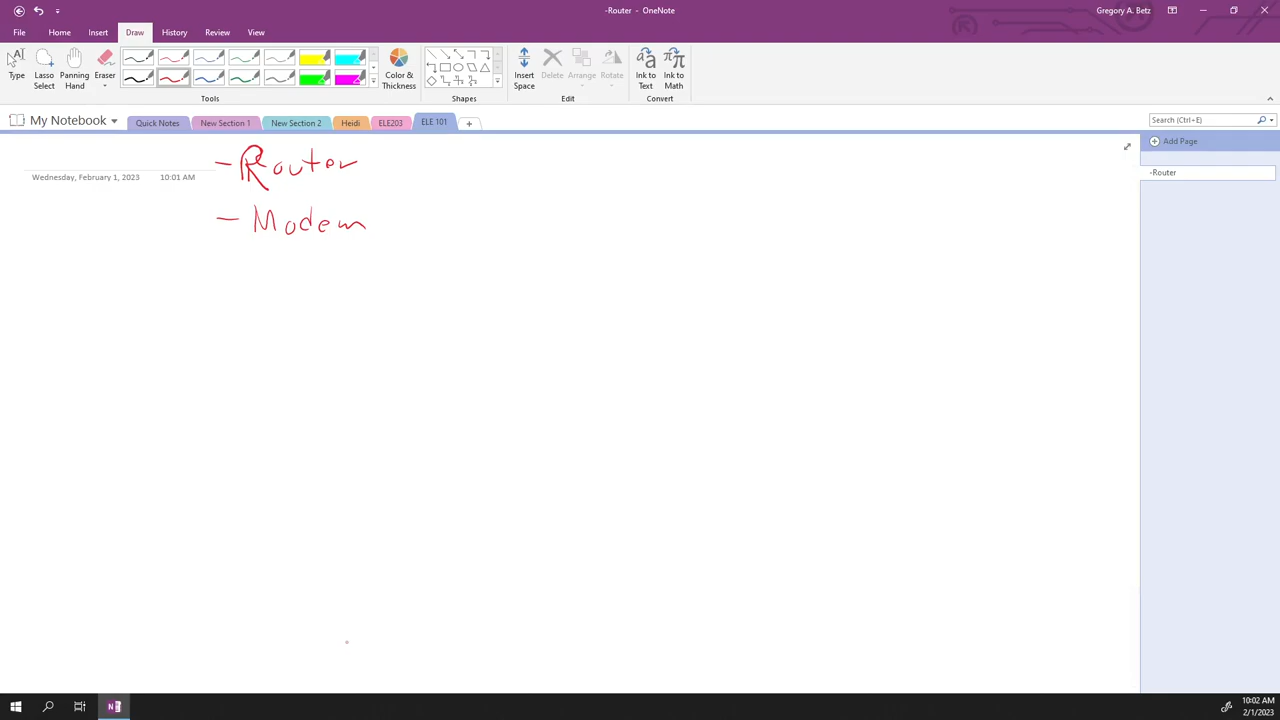 -Router - OneNote
Gregory A. Betz
File Home Insert Draw History Review View
Type
Lasso Select
Panning Hand
Eraser
Color & Thickness
Insert Space
Delete
Arrange
Rotate
Ink to Text
Ink to Math
Tools
Shapes
Edit
Convert
My Notebook
Quick Notes
New Section 1
New Section 2
Heidi
ELE203
ELE 101
Search (Ctrl+E)
Add Page
-Router
- Router
Wednesday, February 1, 2023 10:01 AM
- Modem
10:02 AM
2/1/2023